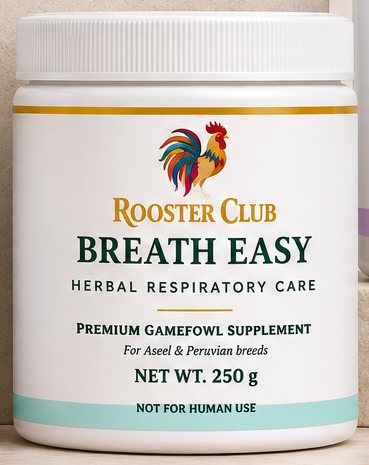 ROOSTER CLUB
BREATH EASY
HERBAL RESPIRATORY CARE
PREMIUM GAMEFOWL SUPPLEMENT
For Aseel & Peruvian breeds
NET WT. 250 g
NOT FOR HUMAN USE